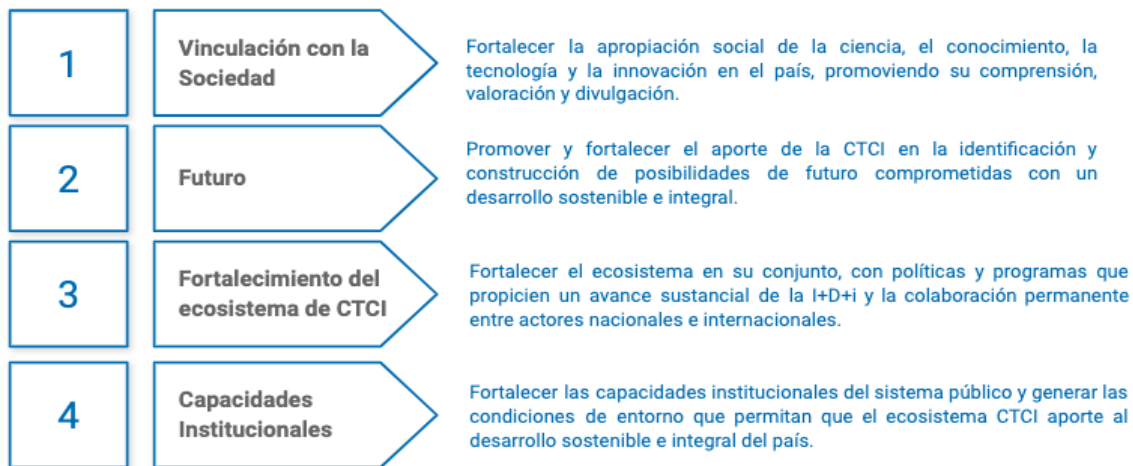 1
Vinculación con la
Sociedad
Fortalecer la apropiación social de la ciencia, el conocimiento, la
tecnología y la innovación en el país, promoviendo su comprensión,
valoración y divulgación.
2
Futuro
Promover y fortalecer el aporte de la CTCI en la identificación y
construcción de posibilidades de futuro comprometidas con un
desarrollo sostenible e integral.
3
Fortalecimiento del
ecosistema de CTCI
Fortalecer el ecosistema en su conjunto, con políticas y programas que
propicien un avance sustancial de la I+D+i y la colaboración permanente
entre actores nacionales e internacionales.
4
Capacidades
Institucionales
Fortalecer las capacidades institucionales del sistema público y generar las
condiciones de entorno que permitan que el ecosistema CTCI aporte al
desarrollo sostenible e integral del país.